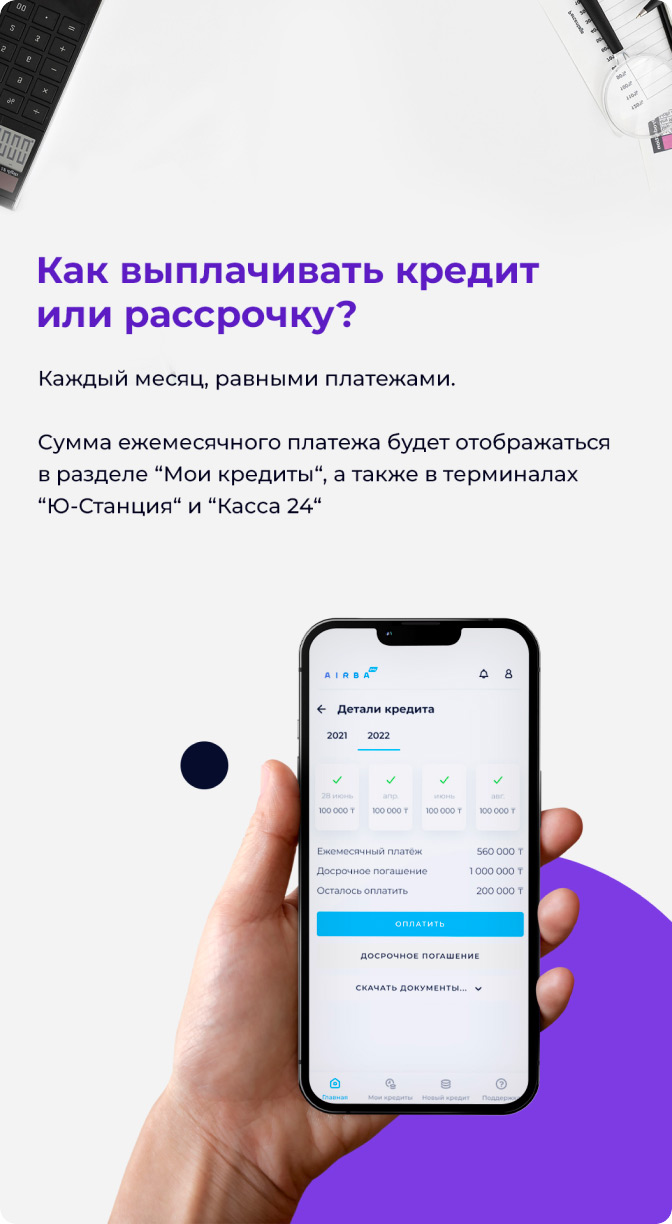 Как выплачивать кредит
или рассрочку?
Каждый месяц, равными платежами.
Сумма ежемесячного платежа будет отображаться
в разделе “Мои кредиты“, а также в терминалах
“Ю-Станция“ и “Касса 24“
AIRBA
Детали кредита
2021 2022
28 июнь апр. июнь авг.
100 000 ₸ 100 000 ₸ 100 000 ₸ 100 000 ₸
Ежемесячный платёж 560 000 ₸
Досрочное погашение 1 000 000 ₸
Осталось оплатить 200 000 ₸
ОПЛАТИТЬ
ДОСРОЧНОЕ ПОГАШЕНИЕ
СКАЧАТЬ ДОКУМЕНТЫ...
Главная Мои кредиты Новый кредит